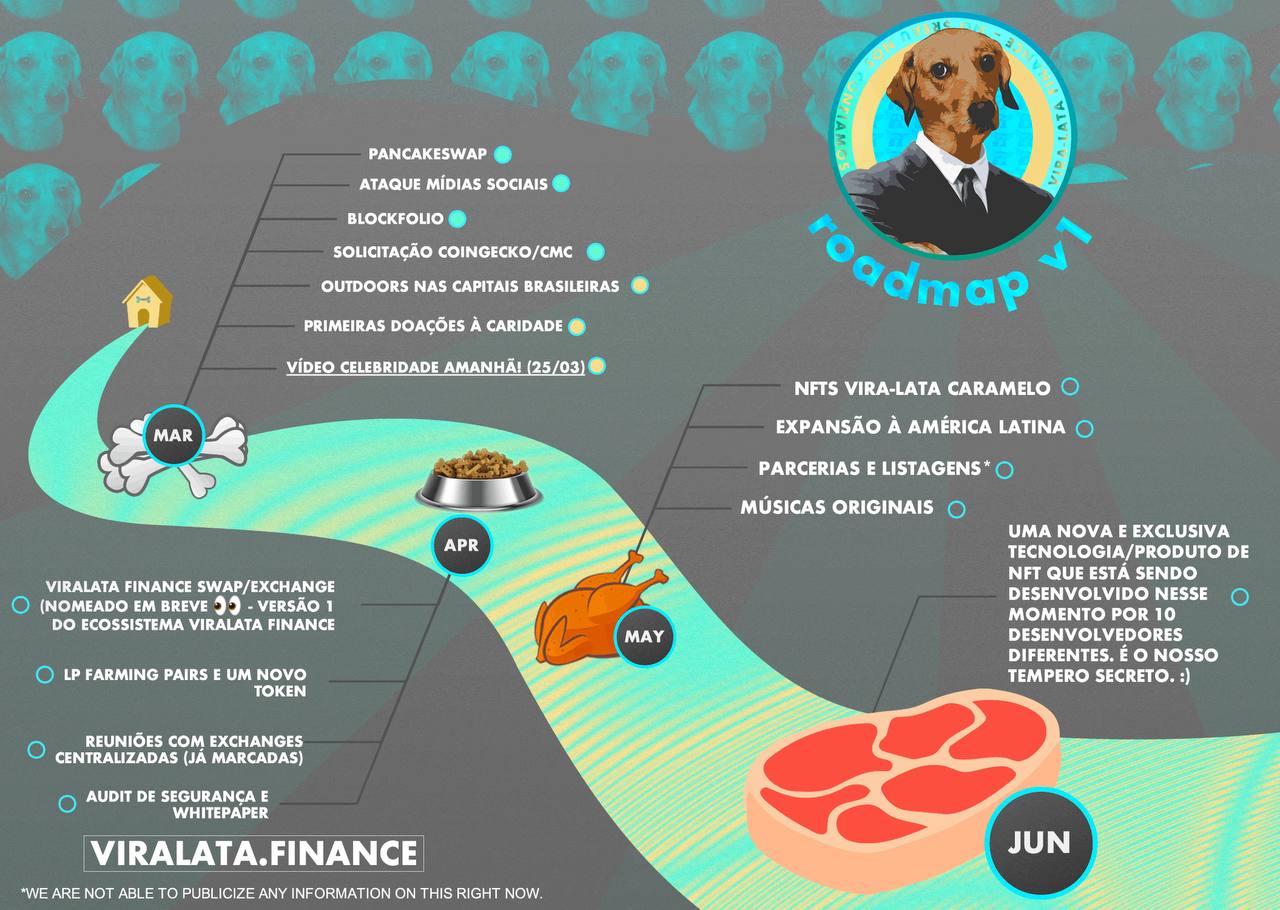 VIRA-LATA FINANCE
NÓS CONFIAMOS
roadmap v1
PANCAKESWAP
ATAQUE MÍDIAS SOCIAIS
BLOCKFOLIO
SOLICITAÇÃO COINGECKO/CMC
OUTDOORS NAS CAPITAIS BRASILEIRAS
PRIMEIRAS DOAÇÕES À CARIDADE
VÍDEO CELEBRIDADE AMANHÃ! (25/03)
MAR
APR
VIRALATA FINANCE SWAP/EXCHANGE
(NOMEADO EM BREVE 👀 - VERSÃO 1
DO ECOSSISTEMA VIRALATA FINANCE
LP FARMING PAIRS E UM NOVO
TOKEN
REUNIÕES COM EXCHANGES
CENTRALIZADAS (JÁ MARCADAS)
AUDIT DE SEGURANÇA E
WHITEPAPER
NFTS VIRA-LATA CARAMELO
EXPANSÃO À AMÉRICA LATINA
PARCERIAS E LISTAGENS*
MÚSICAS ORIGINAIS
MAY
UMA NOVA E EXCLUSIVA
TECNOLOGIA/PRODUTO DE
NFT QUE ESTÁ SENDO
DESENVOLVIDO NESSE
MOMENTO POR 10
DESENVOLVEDORES
DIFERENTES. É O NOSSO
TEMPERO SECRETO. :)
JUN
VIRALATA.FINANCE
*WE ARE NOT ABLE TO PUBLICIZE ANY INFORMATION ON THIS RIGHT NOW.